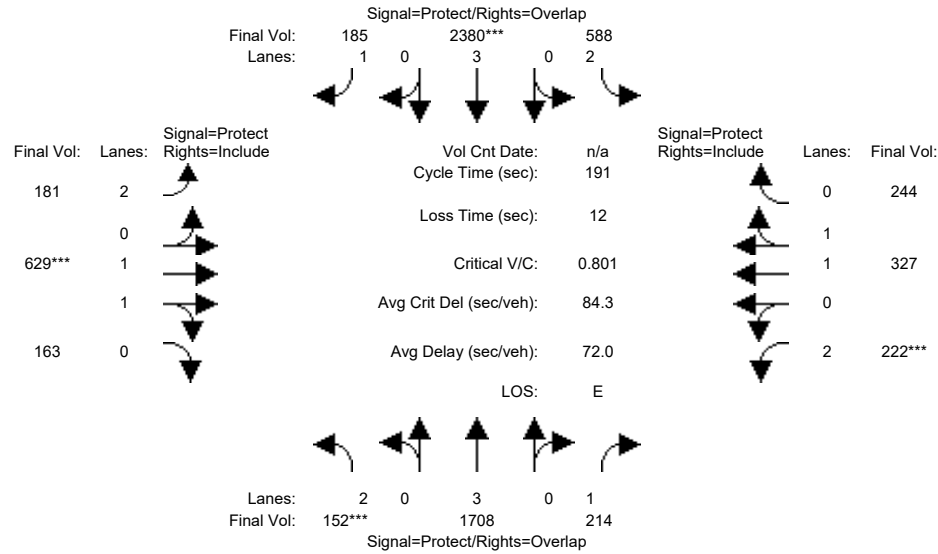 Signal=Protect/Rights=Overlap
Final Vol: 185 2380*** 588
Lanes: 1 0 3 0 2
Signal=Protect
Final Vol: Lanes: Rights=Include
Vol Cnt Date: n/a
Signal=Protect
Rights=Include Lanes: Final Vol:
Cycle Time (sec): 191
181 2
0 244
Loss Time (sec): 12
0
1
629*** 1
Critical V/C: 0.801
1 327
1
Avg Crit Del (sec/veh): 84.3
0
163 0
Avg Delay (sec/veh): 72.0
2 222***
LOS: E
Lanes: 2 0 3 0 1
Final Vol: 152*** 1708 214
Signal=Protect/Rights=Overlap